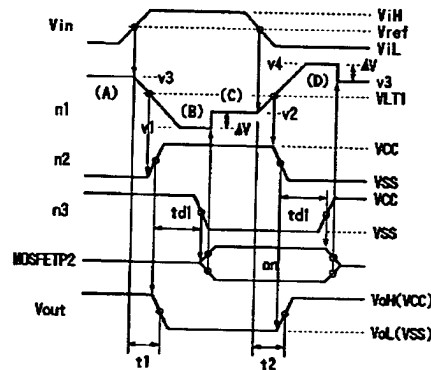 Vin
ViH
Vref
ViL
(A)
v3
v4
(D)
ΔV
v3
n1
(B)
(C)
VLT1
v1
ΔV
v2
n2
VCC
VSS
n3
td1
td1
VCC
VSS
MOSFETP2
on
Vout
VoH(VCC)
VoL(VSS)
t1
t2